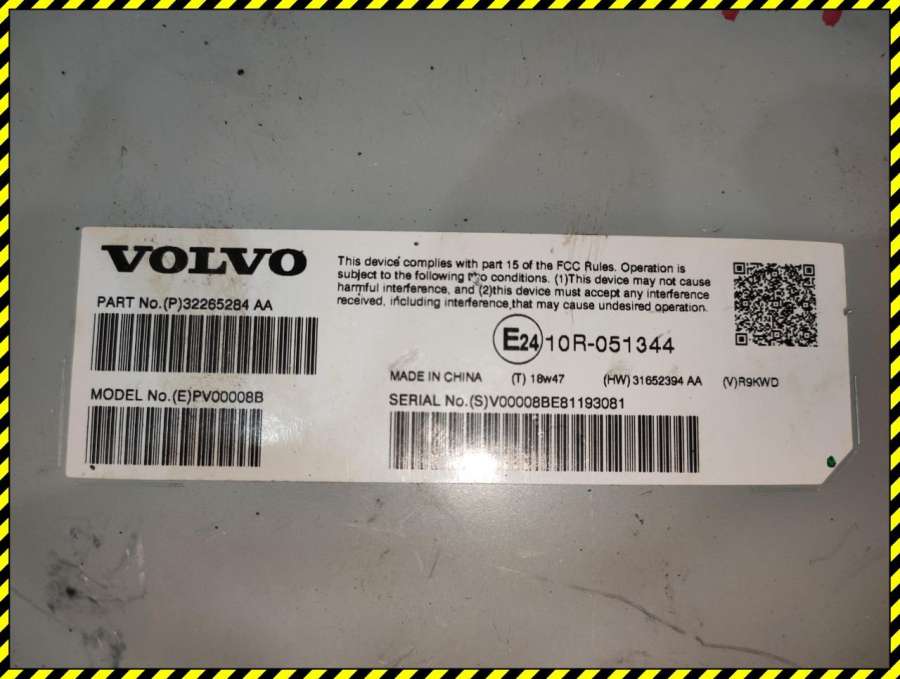 VOLVO
This device complies with part 15 of the FCC Rules. Operation is
subject to the following two conditions. (1)This device may not cause
harmful interference, and (2)this device must accept any interference
received, including interference,that may cause undesired operation.
PART No.(P)32265284 AA
E24 10R-051344
MADE IN CHINA (T) 18w47 (HW) 31652394 AA (V)R9KWD
MODEL No.(E)PV00008B
SERIAL No.(S)V00008BE81193081